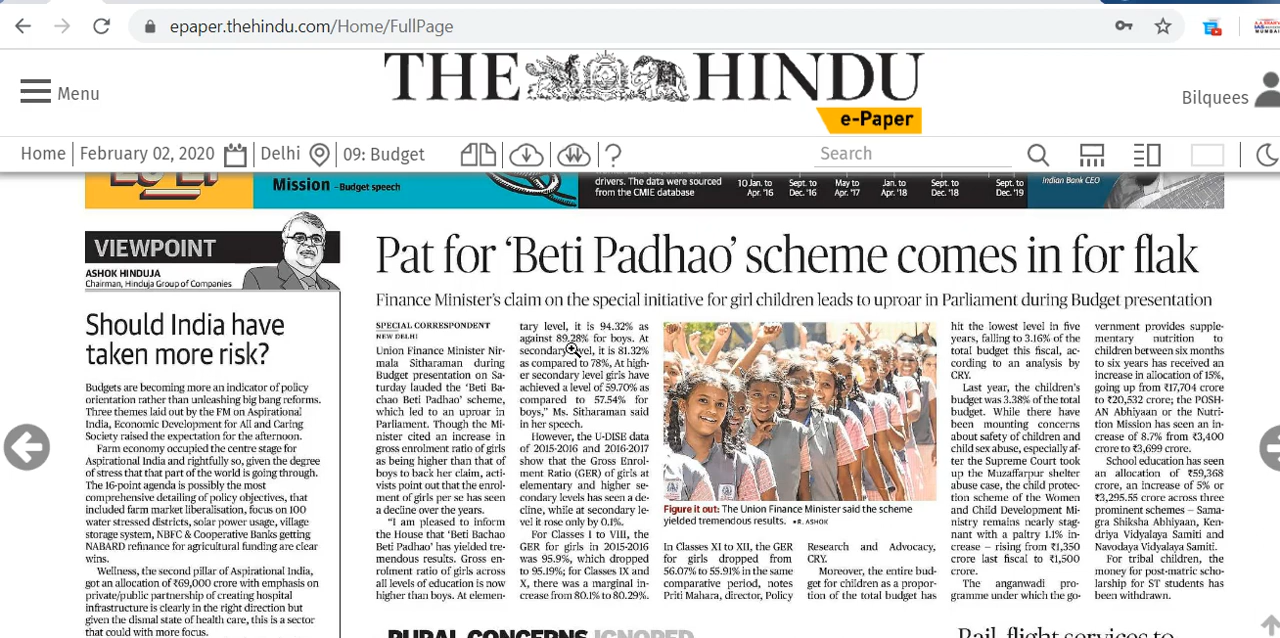 epaper.thehindu.com/Home/FullPage
Menu
THE HINDU
e-Paper
Bilquees
Home
February 02, 2020
Delhi
09: Budget
?
Search
Mission - Budget speech
drivers. The data were sourced
from the CMIE database
10 Jan. to
Apr. '16
Sept. to
Dec. '16
May to
Apr. '17
Jan. to
Apr. '18
Sept. to
Dec. '18
Sept. to
Dec. '19
Indian Bank CEO
VIEWPOINT
ASHOK HINDUJA
Chairman, Hinduja Group of Companies
Should India have
taken more risk?
Budgets are becoming more an indicator of policy
orientation rather than unleashing big bang reforms.
Three themes laid out by the FM on Aspirational
India, Economic Development for All and Caring
Society raised the expectation for the afternoon.
Farm economy occupied the centre stage for
Aspirational India and rightfully so, given the degree
of stress that that part of the world is going through.
The 16-point agenda is possibly the most
comprehensive detailing of policy objectives, that
included farm market liberalisation, focus on 100
water stressed districts, solar power usage, village
storage system, NBFC & Cooperative Banks getting
NABARD refinance for agricultural funding are clear
wins.
Wellness, the second pillar of Aspirational India,
got an allocation of ₹69,000 crore with emphasis on
private/public partnership of creating hospital
infrastructure is clearly in the right direction but
given the dismal state of health care, this is a sector
that could with more focus.
Pat for ‘Beti Padhao’ scheme comes in for flak
Finance Minister’s claim on the special initiative for girl children leads to uproar in Parliament during Budget presentation
SPECIAL CORRESPONDENT
NEW DELHI
Union Finance Minister Nir-
mala Sitharaman during
Budget presentation on Sa-
turday lauded the ‘Beti Ba-
chao Beti Padhao’ scheme,
which led to an uproar in
Parliament. Though the Mi-
nister cited an increase in
gross enrolment ratio of girls
as being higher than that of
boys to back her claim, acti-
vists point out that the enrol-
ment of girls per se has seen
a decline over the years.
“I am pleased to inform
the House that ‘Beti Bachao
Beti Padhao’ has yielded tre-
mendous results. Gross en-
rolment ratio of girls across
all levels of education is now
higher than boys. At elemen-
tary level, it is 94.32% as
against 89.28% for boys. At
secondary level, it is 81.32%
as compared to 78%, At high-
er secondary level girls have
achieved a level of 59.70% as
compared to 57.54% for
boys,” Ms. Sitharaman said
in her speech.
However, the U-DISE data
of 2015-2016 and 2016-2017
show that the Gross Enrol-
ment Ratio (GER) of girls at
elementary and higher se-
condary levels has seen a de-
cline, while at secondary le-
vel it rose only by 0.1%.
For Classes I to VIII, the
GER for girls in 2015-2016
was 95.9%, which dropped
to 95.19%; for Classes IX and
X, there was a marginal in-
crease from 80.1% to 80.29%.
Figure it out: The Union Finance Minister said the scheme
yielded tremendous results. •R. ASHOK
In Classes XI to XII, the GER
for girls dropped from
56.07% to 55.91% in the same
comparative period, notes
Priti Mahara, director, Policy
Research and Advocacy,
CRY.
Moreover, the entire bud-
get for children as a propor-
tion of the total budget has
hit the lowest level in five
years, falling to 3.16% of the
total budget this fiscal, ac-
cording to an analysis by
CRY.
Last year, the children's
budget was 3.38% of the total
budget. While there have
been mounting concerns
about safety of children and
child sex abuse, especially af-
ter the Supreme Court took
up the Muzaffarpur shelter
abuse case, the child protec-
tion scheme of the Women
and Child Development Mi-
nistry remains nearly stag-
nant with a paltry 1.1% in-
crease – rising from ₹1,350
crore last fiscal to ₹1,500
crore.
The anganwadi pro-
gramme under which the go-
vernment provides supple-
mentary nutrition to
children between six months
to six years has received an
increase in allocation of 15%,
going up from ₹17,704 crore
to ₹20,532 crore; the POSH-
AN Abhiyaan or the Nutri-
tion Mission has seen an in-
crease of 8.7% from ₹3,400
crore to ₹3,699 crore.
School education has seen
an allocation of ₹59,368
crore, an increase of 5% or
₹3,295.55 crore across three
prominent schemes – Sama-
gra Shiksha Abhiyaan, Ken-
driya Vidyalaya Samiti and
Navodaya Vidyalaya Samiti.
For tribal children, the
money for post-matric scho-
larship for ST students has
been withdrawn.
RURAL CONCERNS IGNORED
Rail, flight services to